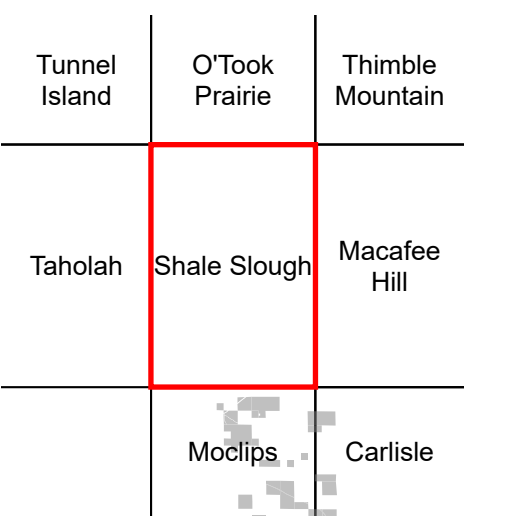 Tunnel
Island
O'Took
Prairie
Thimble
Mountain
Taholah
Shale Slough
Macafee
Hill
Moclips
Carlisle